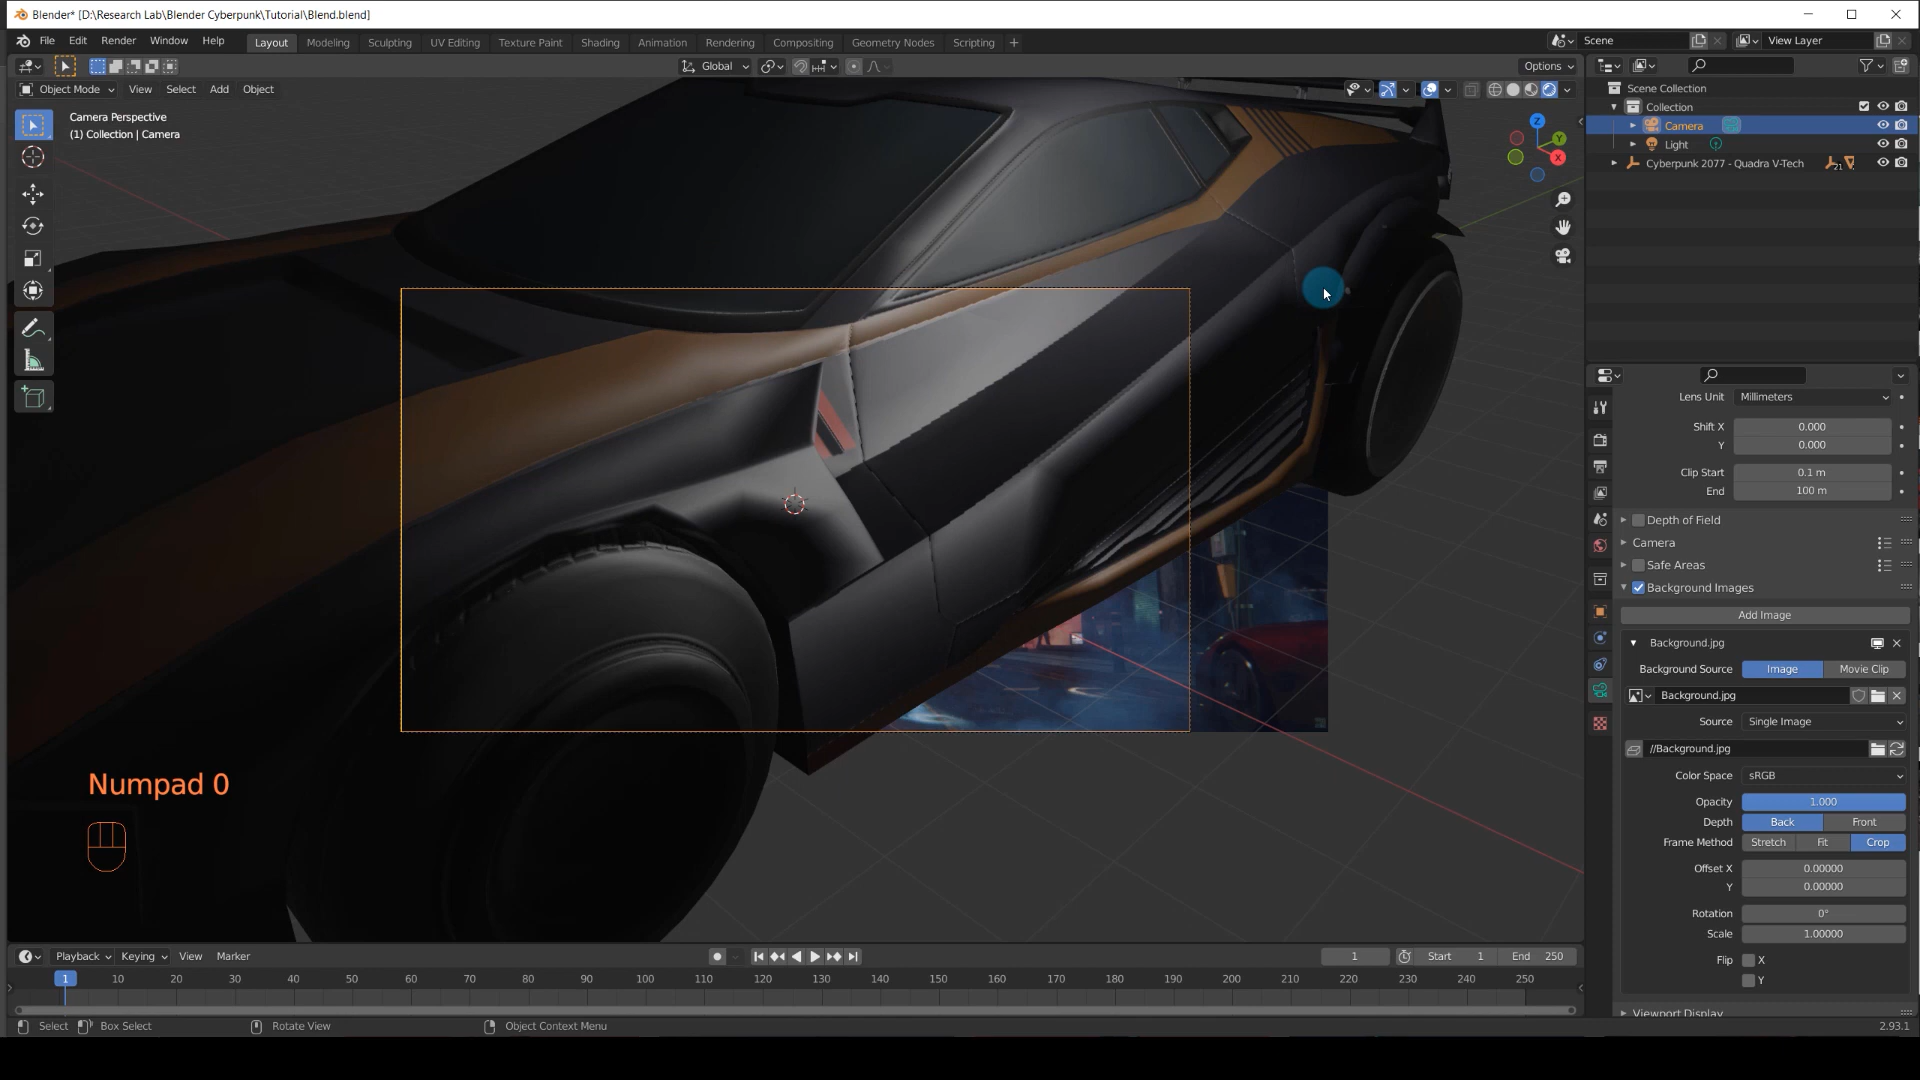 Blender* [D:\Research Lab\Blender Cyberpunk\Tutorial\Blend.blend]
File Edit Render Window Help Layout Modeling Sculpting UV Editing Texture Paint Shading Animation Rendering Compositing Geometry Nodes Scripting + Scene View Layer
Global Options
Object Mode View Select Add Object
Camera Perspective
(1) Collection | Camera
Z
Y
X
Scene Collection
Collection
Camera
Light
Cyberpunk 2077 - Quadra V-Tech 21
Lens Unit Millimeters
Shift X 0.000
Y 0.000
Clip Start 0.1 m
End 100 m
Depth of Field
Camera
Safe Areas
Background Images
Add Image
Background.jpg
Background Source Image Movie Clip
Background.jpg
Source Single Image
//Background.jpg
Color Space sRGB
Opacity 1.000
Depth Back Front
Frame Method Stretch Fit Crop
Offset X 0.00000
Y 0.00000
Rotation 0°
Scale 1.00000
Flip X
Y
Viewport Display
Numpad 0
Playback Keying View Marker 1 Start 1 End 250
1 10 20 30 40 50 60 70 80 90 100 110 120 130 140 150 160 170 180 190 200 210 220 230 240 250
Select Box Select Rotate View Object Context Menu 2.93.1